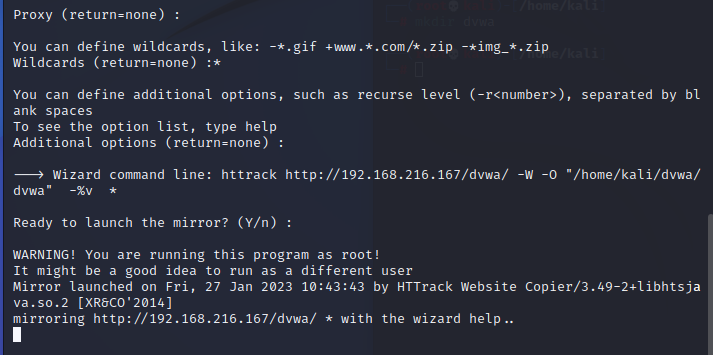 Proxy (return=none) :
You can define wildcards, like: -*.gif +www.*.com/*.zip -*img_*.zip
Wildcards (return=none) :*
You can define additional options, such as recurse level (-r<number>), separated by bl
ank spaces
To see the option list, type help
Additional options (return=none) :
---> Wizard command line: httrack http://192.168.216.167/dvwa/ -W -O "/home/kali/dvwa/
dvwa"  -%v  *
Ready to launch the mirror? (Y/n) :
WARNING! You are running this program as root!
It might be a good idea to run as a different user
Mirror launched on Fri, 27 Jan 2023 10:43:43 by HTTrack Website Copier/3.49-2+libhtsja
va.so.2 [XR&CO'2014]
mirroring http://192.168.216.167/dvwa/ * with the wizard help..